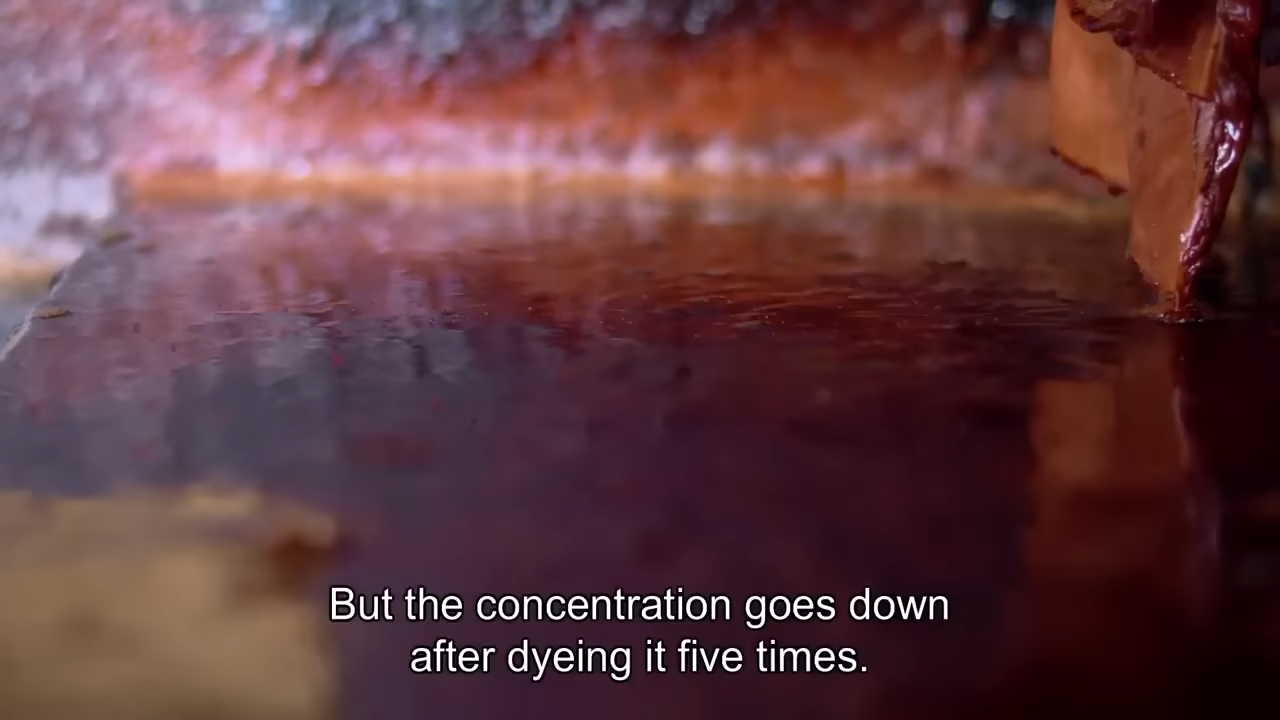 But the concentration goes down
after dyeing it five times.